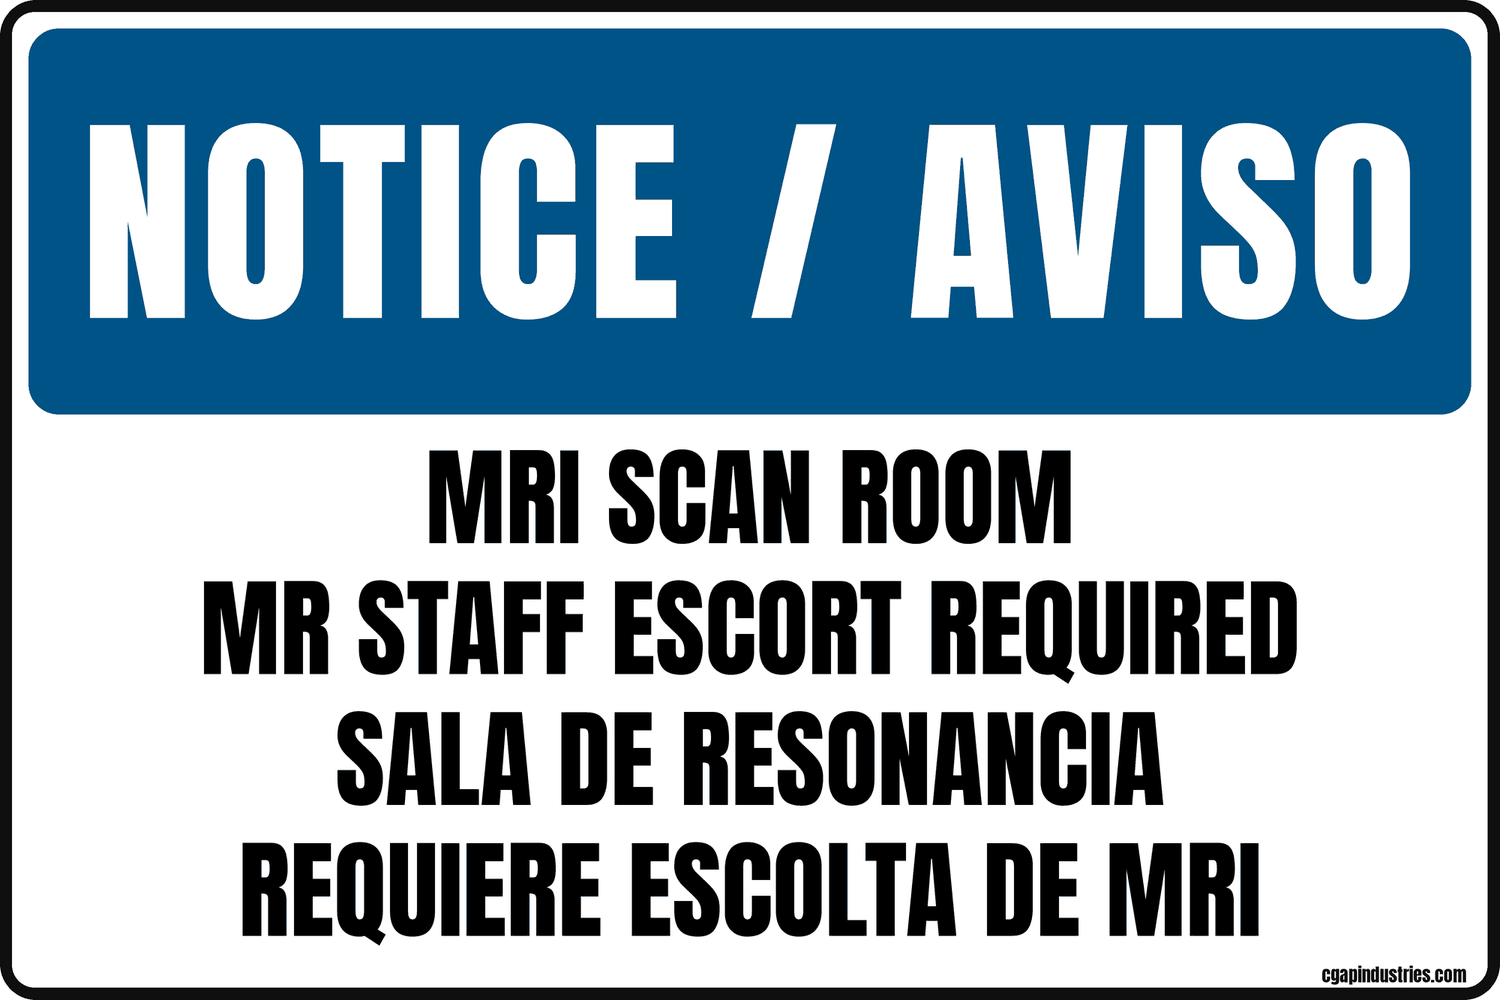 NOTICE / AVISO
MRI SCAN ROOM
MR STAFF ESCORT REQUIRED
SALA DE RESONANCIA
REQUIERE ESCOLTA DE MRI
cgapindustries.com